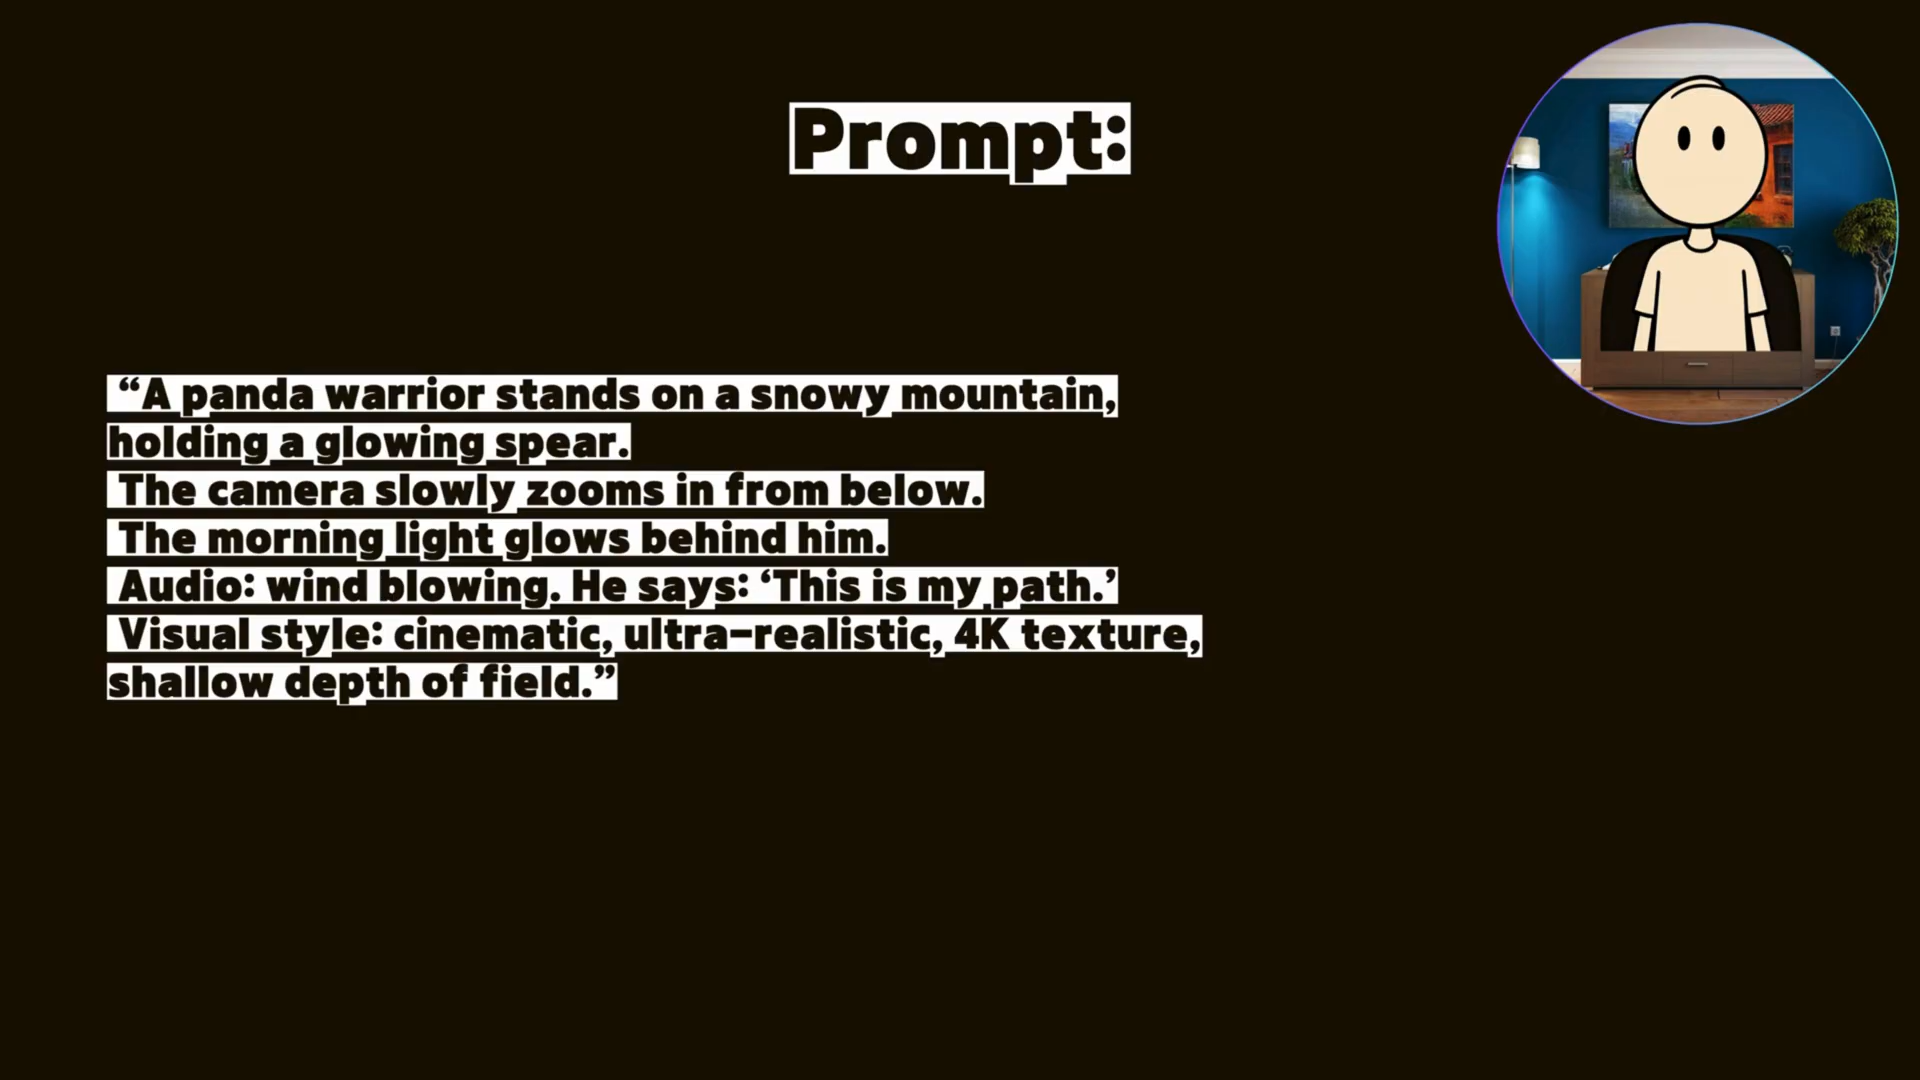 Prompt:
“A panda warrior stands on a snowy mountain,
holding a glowing spear.
The camera slowly zooms in from below.
The morning light glows behind him.
Audio: wind blowing. He says: ‘This is my path.’
Visual style: cinematic, ultra-realistic, 4K texture,
shallow depth of field.”